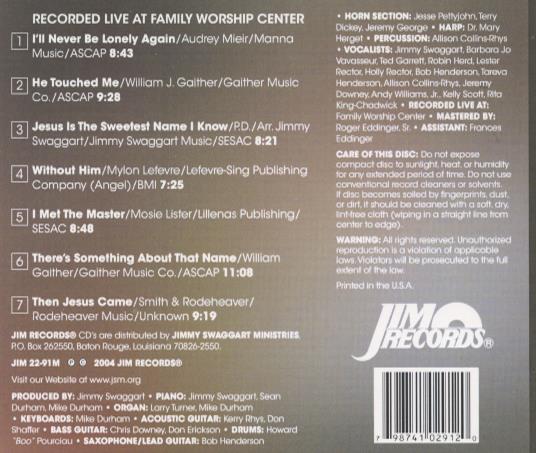 RECORDED LIVE AT FAMILY WORSHIP CENTER
1 I'll Never Be Lonely Again/Audrey Mieir/Manna
Music/ASCAP 8:43
2 He Touched Me/William J. Gaither/Gaither Music
Co./ASCAP 9:28
3 Jesus Is The Sweetest Name I Know/P.D./Arr. Jimmy
Swaggart/Jimmy Swaggart Music/SESAC 8:21
4 Without Him/Mylon Lefevre/Lefevre-Sing Publishing
Company (Angel)/BMI 7:25
5 I Met The Master/Mosie Lister/Lillenas Publishing/
SESAC 8:48
6 There's Something About That Name/William
Gaither/Gaither Music Co./ASCAP 11:08
7 Then Jesus Came/Smith & Rodeheaver/
Rodeheaver Music/Unknown 9:19
JIM RECORDS® CD's are distributed by JIMMY SWAGGART MINISTRIES,
P.O. Box 262550, Baton Rouge, Louisiana 70826-2550.
JIM 22-91M ℗ © 2004 JIM RECORDS®
Visit our Website at www.jsm.org
PRODUCED BY: Jimmy Swaggart • PIANO: Jimmy Swaggart, Sean
Durham, Mike Durham • ORGAN: Larry Turner, Mike Durham
• KEYBOARDS: Mike Durham • ACOUSTIC GUITAR: Kerry Rhys, Don
Shaffer • BASS GUITAR: Chris Downey, Don Erickson • DRUMS: Howard
"Boo" Pourciau • SAXOPHONE/LEAD GUITAR: Bob Henderson
• HORN SECTION: Jesse Pettyjohn, Terry
Dickey, Jeremy George • HARP: Dr. Mary
Herget • PERCUSSION: Allison Collins-Rhys
• VOCALISTS: Jimmy Swaggart, Barbara Jo
Vavasseur, Ted Garrett, Robin Herd, Lester
Rector, Holly Rector, Bob Henderson, Tareva
Henderson, Allison Collins-Rhys, Jeremy
Downey, Andy Williams, Jr., Kelly Scott, Rita
King-Chadwick • RECORDED LIVE AT:
Family Worship Center • MASTERED BY:
Roger Eddinger, Sr. • ASSISTANT: Frances
Eddinger
CARE OF THIS DISC: Do not expose
compact disc to sunlight, heat, or humidity
for any extended period of time. Do not use
conventional record cleaners or solvents.
If disc becomes soiled by fingerprints, dust,
or dirt, it should be cleaned with a soft, dry,
lint-free cloth (wiping in a straight line from
center to edge).
WARNING: All rights reserved. Unauthorized
reproduction is a violation of applicable
laws. Violators will be prosecuted to the full
extent of the law.
Printed in the U.S.A.
JIM
RECORDS®
7 98741 02912 0